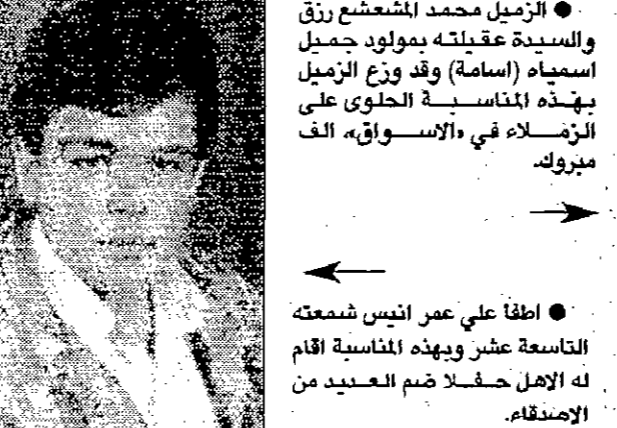 ● الزميل محمد المشعشع رزق
والسيدة عقيلته بمولود جميل
اسمياه (اسامة) وقد وزع الزميل
بهذه المناسبة الحلوى على
الزملاء في «الاسواق». الف
مبروك.
● اطفأ علي عمر انيس شمعته
التاسعة عشر وبهذه المناسبة اقام
له الاهل حفلا ضم العديد من
الاصدقاء.